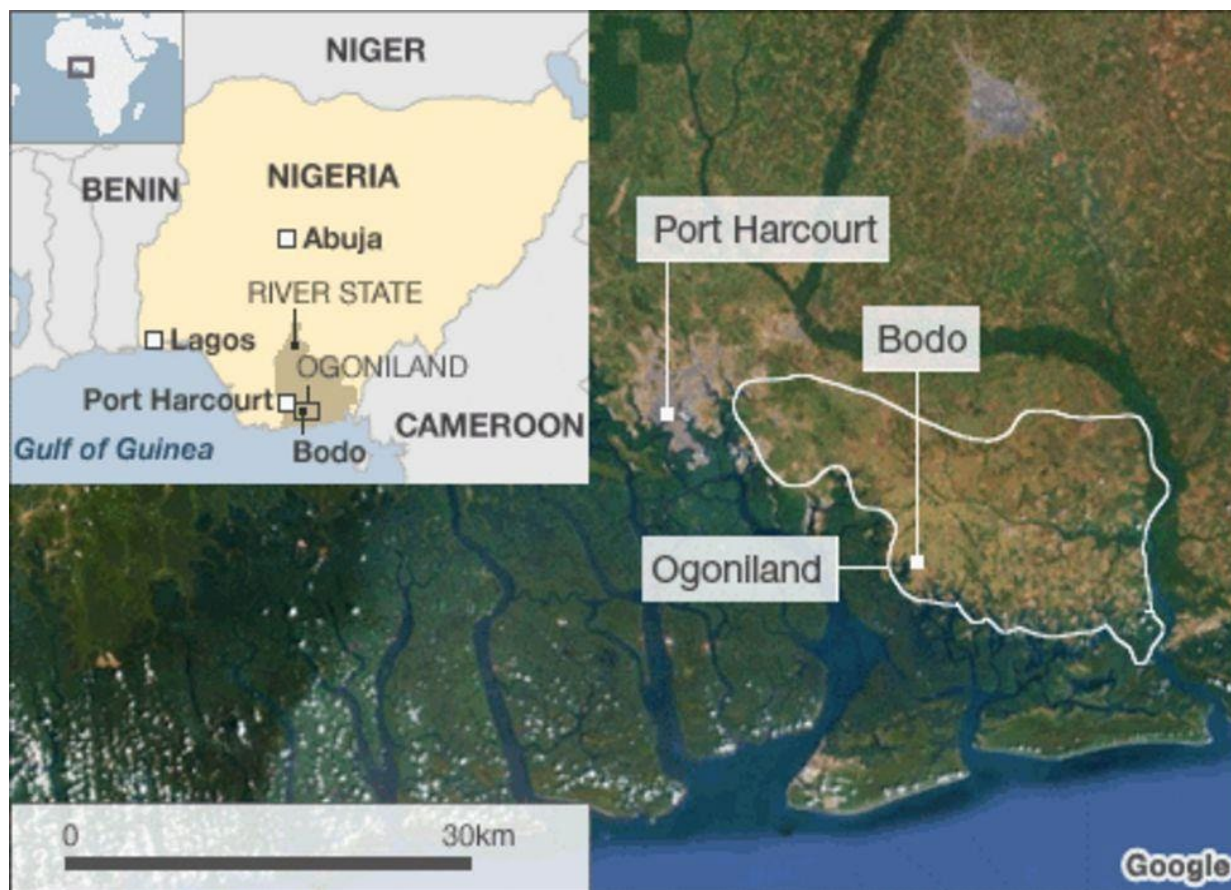 NIGER
BENIN
NIGERIA
Abuja
RIVER STATE
Lagos
OGONILAND
Port Harcourt
CAMEROON
Gulf of Guinea
Bodo
Port Harcourt
Bodo
Ogoniland
0 30km
Google